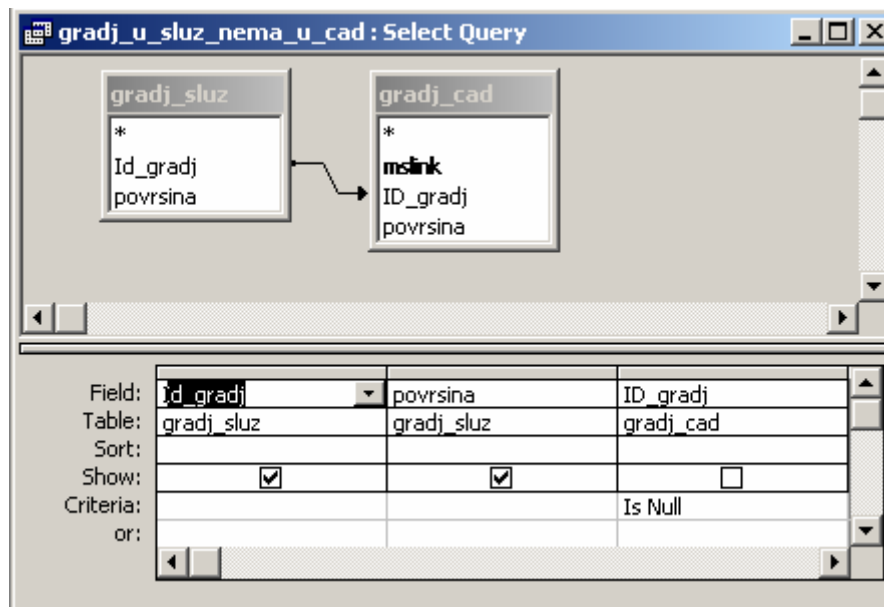 gradj_u_sluz_nema_u_cad : Select Query
gradj_sluz
*
Id_gradj
povrsina
gradj_cad
*
mslink
ID_gradj
povrsina
Field: Id_gradj povrsina ID_gradj
Table: gradj_sluz gradj_sluz gradj_cad
Sort:
Show:
Criteria: Is Null
or: